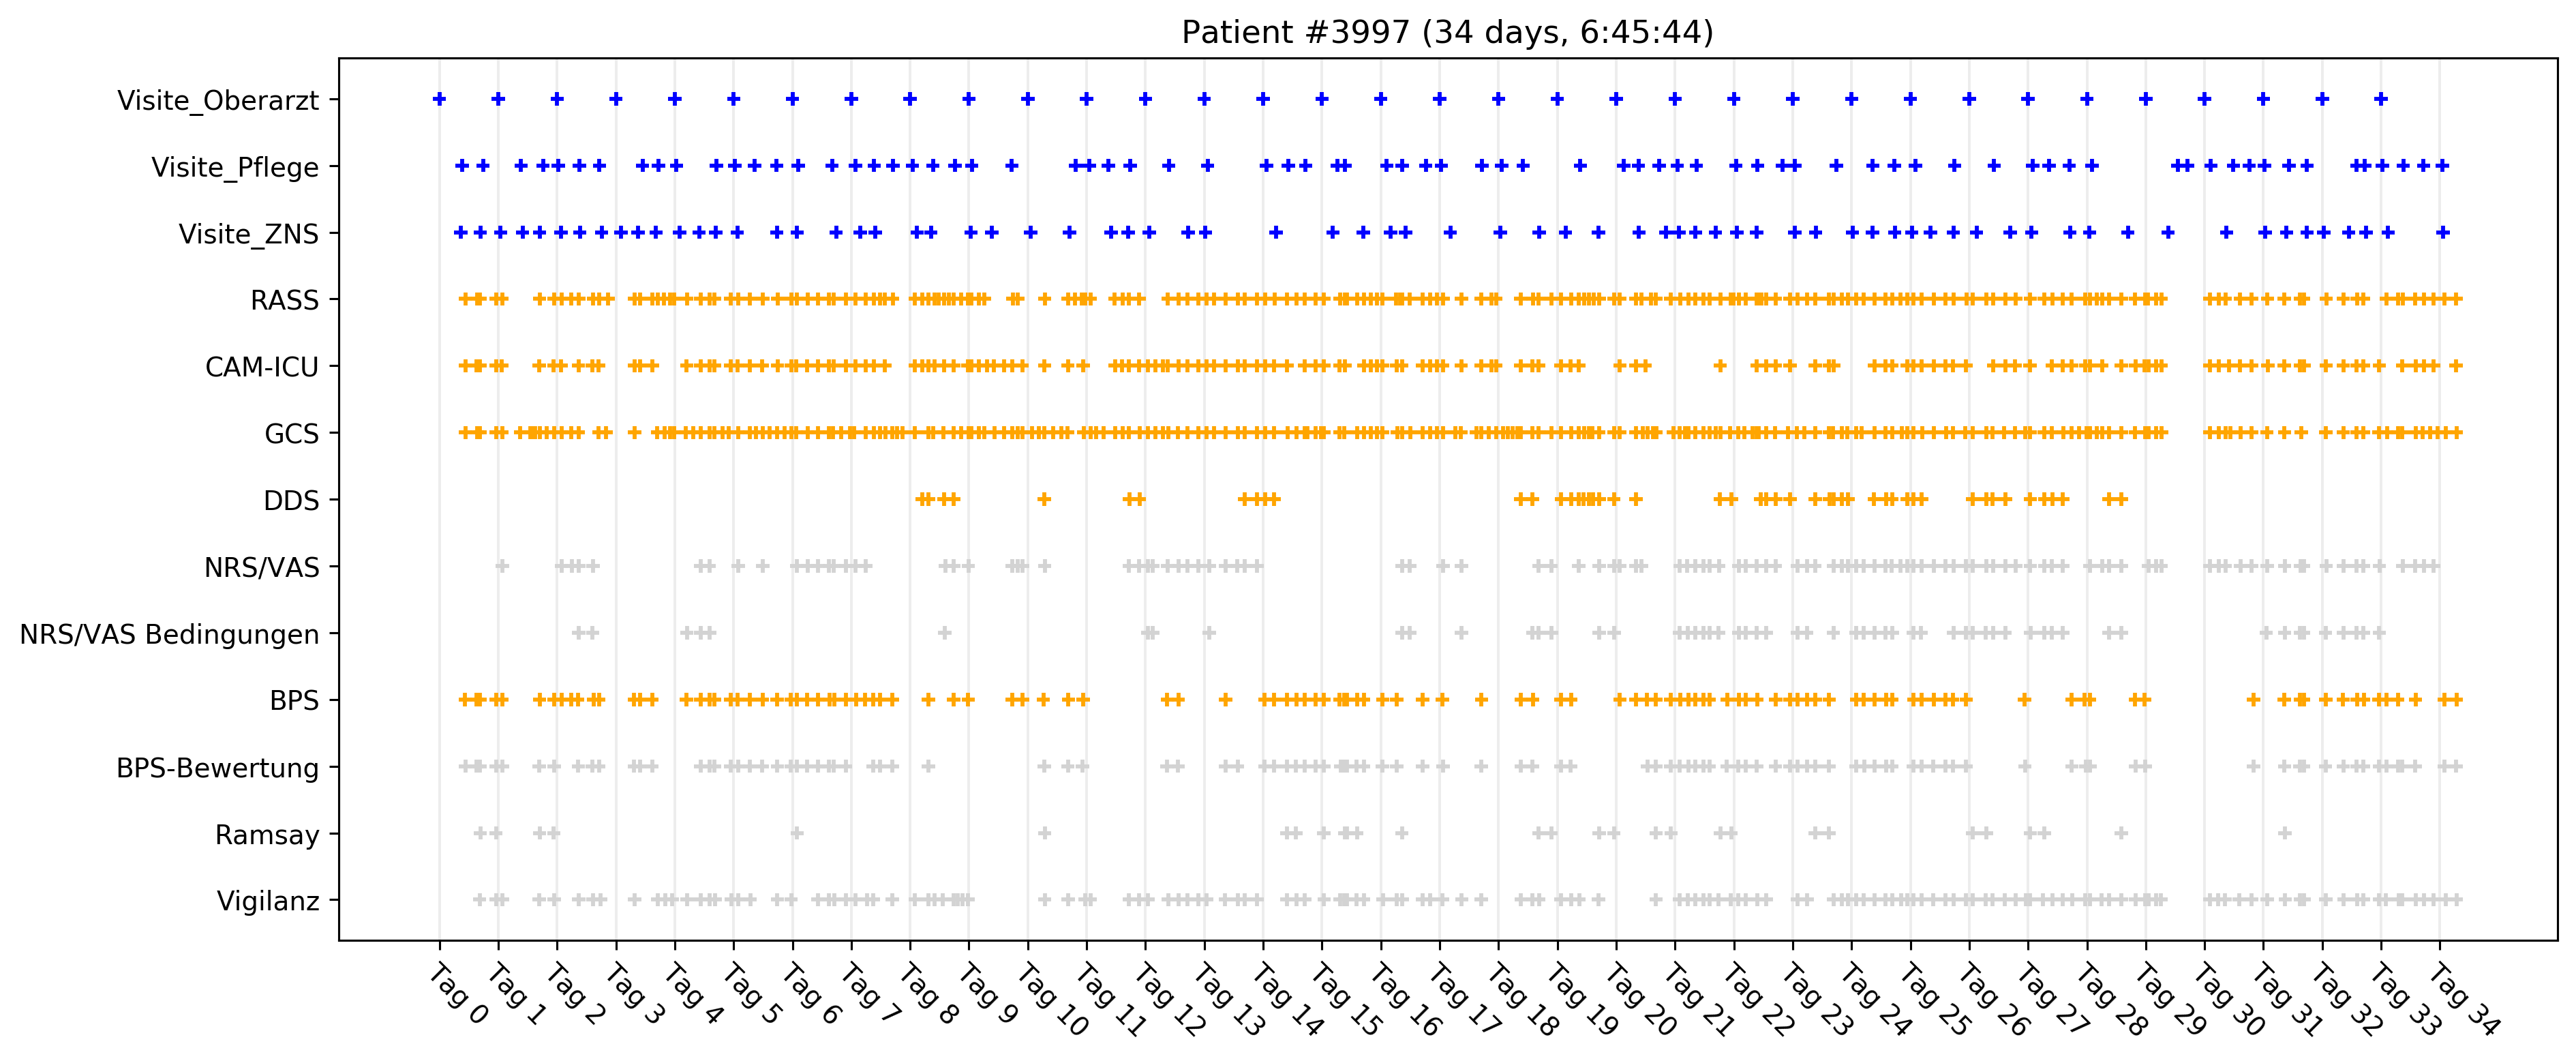 Patient #3997 (34 days, 6:45:44)
Visite_Oberarzt
Visite_Pflege
Visite_ZNS
RASS
CAM-ICU
GCS
DDS
NRS/VAS
NRS/VAS Bedingungen
BPS
BPS-Bewertung
Ramsay
Vigilanz
Tag 0
Tag 1
Tag 2
Tag 3
Tag 4
Tag 5
Tag 6
Tag 7
Tag 8
Tag 9
Tag 10
Tag 11
Tag 12
Tag 13
Tag 14
Tag 15
Tag 16
Tag 17
Tag 18
Tag 19
Tag 20
Tag 21
Tag 22
Tag 23
Tag 24
Tag 25
Tag 26
Tag 27
Tag 28
Tag 29
Tag 30
Tag 31
Tag 32
Tag 33
Tag 34